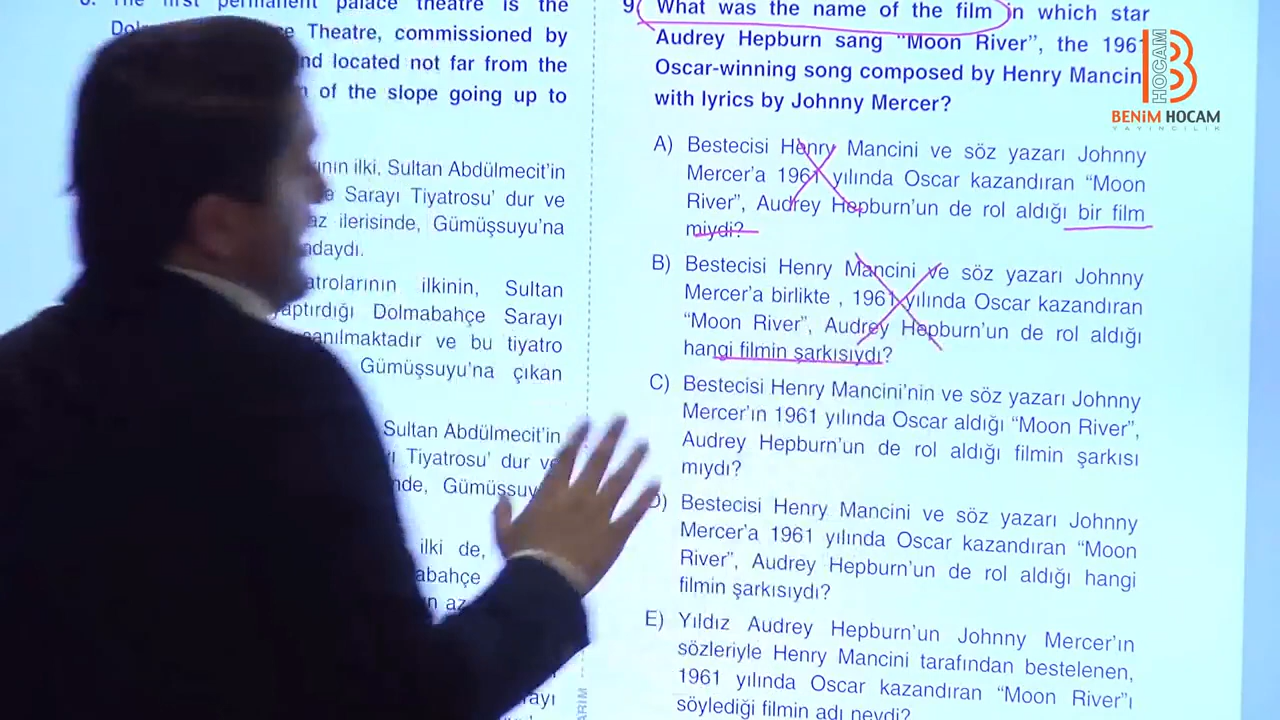 8. The first permanent palace theatre is the
Theatre, commissioned by
nd located not far from the
of the slope going up to
nın ilki, Sultan Abdülmecit'in
Sarayı Tiyatrosu' dur ve
az ilerisinde, Gümüşsuyu'na
daydı.
atrolarının ilkinin, Sultan
yaptırdığı Dolmabahçe Sarayı
anılmaktadır ve bu tiyatro
Gümüşsuyu'na çıkan
Sultan Abdülmecit'in
Tiyatrosu' dur ve
nde, Gümüşsuy
ilki de,
abahçe
n az
rayı
ARIM
9 What was the name of the film in which star
Audrey Hepburn sang "Moon River", the 1961
Oscar-winning song composed by Henry Mancin
with lyrics by Johnny Mercer?
A) Bestecisi Henry Mancini ve söz yazarı Johnny
Mercer'a 1961 yılında Oscar kazandıran "Moon
River", Audrey Hepburn'un de rol aldığı bir film
miydi?
B) Bestecisi Henry Mancini ve söz yazarı Johnny
Mercer'a birlikte , 1961 yılında Oscar kazandıran
"Moon River", Audrey Hepburn'un de rol aldığı
hangi filmin şarkısıydı?
C) Bestecisi Henry Mancini'nin ve söz yazarı Johnny
Mercer'ın 1961 yılında Oscar aldığı "Moon River",
Audrey Hepburn'un de rol aldığı filmin şarkısı
mıydı?
D) Bestecisi Henry Mancini ve söz yazarı Johnny
Mercer'a 1961 yılında Oscar kazandıran "Moon
River", Audrey Hepburn'un de rol aldığı hangi
filmin şarkısıydı?
E) Yıldız Audrey Hepburn'un Johnny Mercer'ın
sözleriyle Henry Mancini tarafından bestelenen,
1961 yılında Oscar kazandıran "Moon River"ı
söylediği filmin adı neydi?
HOCAM B
BENİM HOCAM
YAYINCILIK